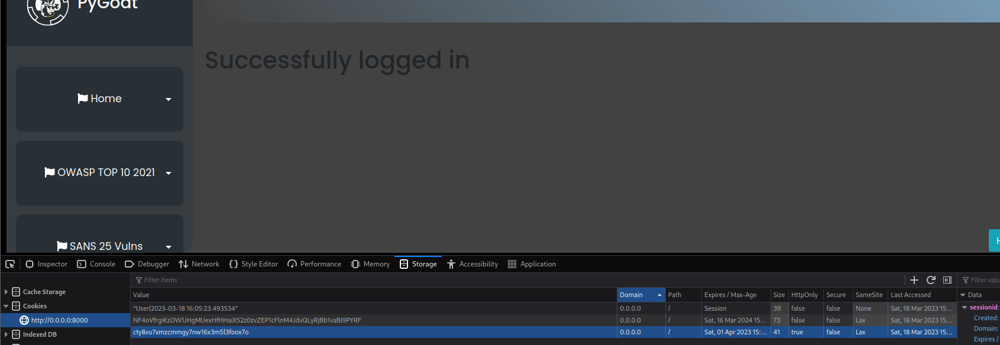 PyGoat
Successfully logged in
Home
OWASP TOP 10 2021
SANS 25 Vulns
H
Inspector Console Debugger Network Style Editor Performance Memory Storage Accessibility Application
Filter Items Filter valu
Cache Storage
Cookies
http://0.0.0.0:8000
Indexed DB
Value Domain Path Expires / Max-Age Size HttpOnly Secure SameSite Last Accessed
"User|2023-03-18 16:05:23.493534" 0.0.0.0 / Session 39 false false None Sat, 18 Mar 2023 15...
NF4oVfrgiKzOW1JHgMUexHfHHaiX52z0zvZEP1cFlnM4JdvQLyRjBb1vaBI9PYRF 0.0.0.0 / Sat, 16 Mar 2024 15:... 73 false false Lax Sat, 18 Mar 2023 15...
cty8vu7xmzcmmgy7nw16x3m5l3foox7o 0.0.0.0 / Sat, 01 Apr 2023 15:... 41 true false Lax Sat, 18 Mar 2023 15...
Data
sessionid:
Created:
Domain:
Expires /